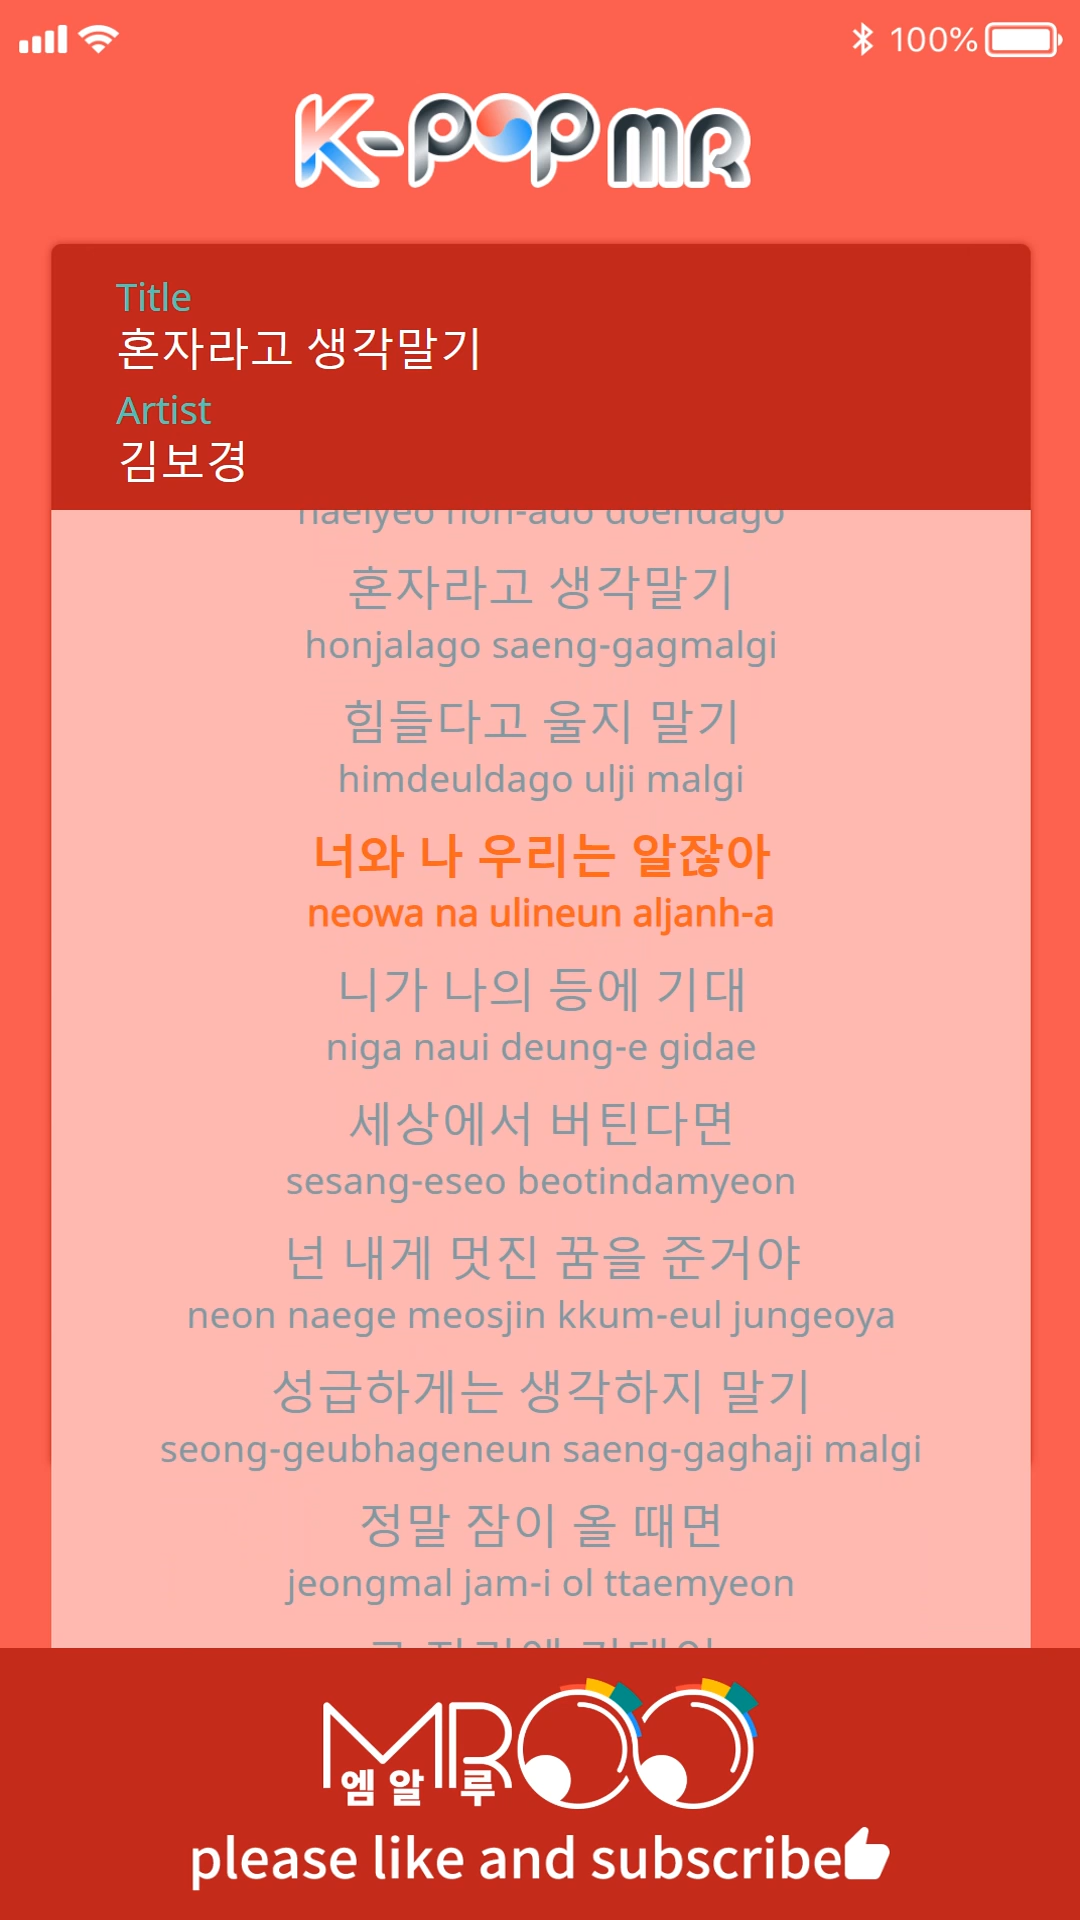 100%
K-POP MR
Title
혼자라고 생각말기
Artist
김보경
naelyeo non-ado doendago
혼자라고 생각말기
honjalago saeng-gagmalgi
힘들다고 울지 말기
himdeuldago ulji malgi
너와 나 우리는 알잖아
neowa na ulineun aljanh-a
니가 나의 등에 기대
niga naui deung-e gidae
세상에서 버틴다면
sesang-eseo beotindamyeon
넌 내게 멋진 꿈을 준거야
neon naege meosjin kkum-eul jungeoya
성급하게는 생각하지 말기
seong-geubhageneun saeng-gaghaji malgi
정말 잠이 올 때면
jeongmal jam-i ol ttaemyeon
MROO
엠알루
please like and subscribe